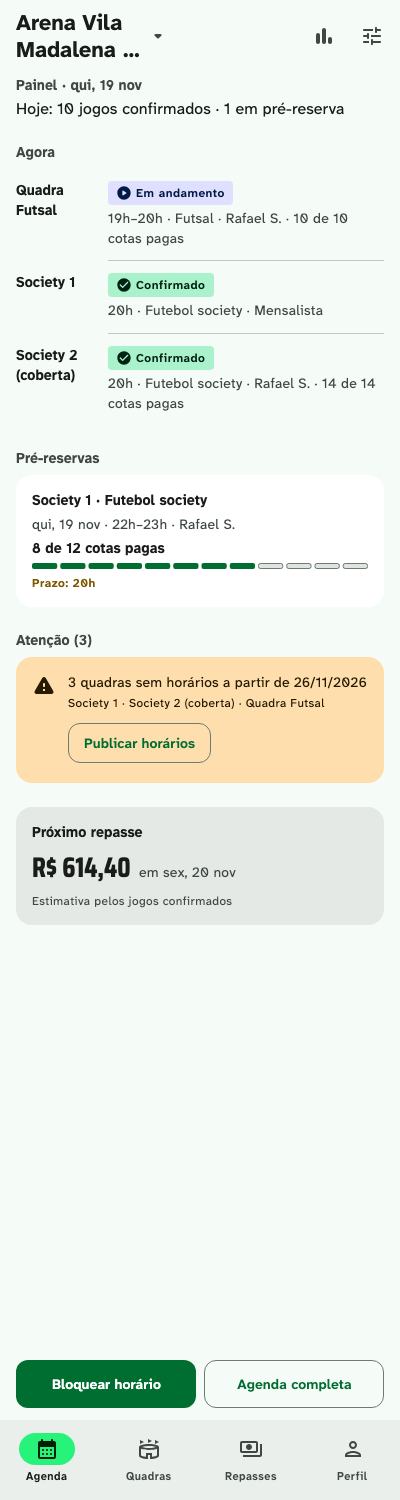 Arena Vila
Madalena ...
Painel · qui, 19 nov
Hoje: 10 jogos confirmados · 1 em pré-reserva
Agora
Quadra
Futsal
Em andamento
19h–20h · Futsal · Rafael S. · 10 de 10
cotas pagas
Society 1
Confirmado
20h · Futebol society · Mensalista
Society 2
(coberta)
Confirmado
20h · Futebol society · Rafael S. · 14 de 14
cotas pagas
Pré-reservas
Society 1 · Futebol society
qui, 19 nov · 22h–23h · Rafael S.
8 de 12 cotas pagas
Prazo: 20h
Atenção (3)
3 quadras sem horários a partir de 26/11/2026
Society 1 · Society 2 (coberta) · Quadra Futsal
Publicar horários
Próximo repasse
R$ 614,40 em sex, 20 nov
Estimativa pelos jogos confirmados
Bloquear horário
Agenda completa
Agenda
Quadras
Repasses
Perfil